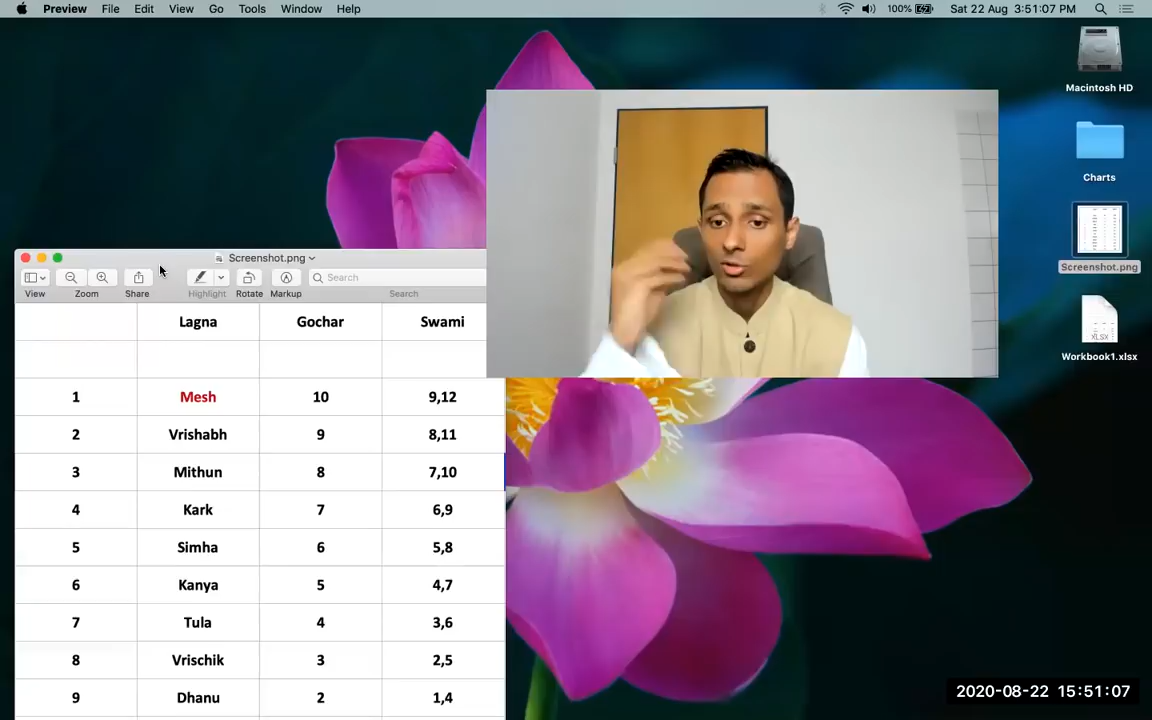 Preview File Edit View Go Tools Window Help 100% Sat 22 Aug 3:51:07 PM
Macintosh HD
Charts
Screenshot.png
Workbook1.xlsx
Screenshot.png
Search
View Zoom Share Highlight Rotate Markup Search
Lagna Gochar Swami
1 Mesh 10 9,12
2 Vrishabh 9 8,11
3 Mithun 8 7,10
4 Kark 7 6,9
5 Simha 6 5,8
6 Kanya 5 4,7
7 Tula 4 3,6
8 Vrischik 3 2,5
9 Dhanu 2 1,4
XLSX
2020-08-22 15:51:07